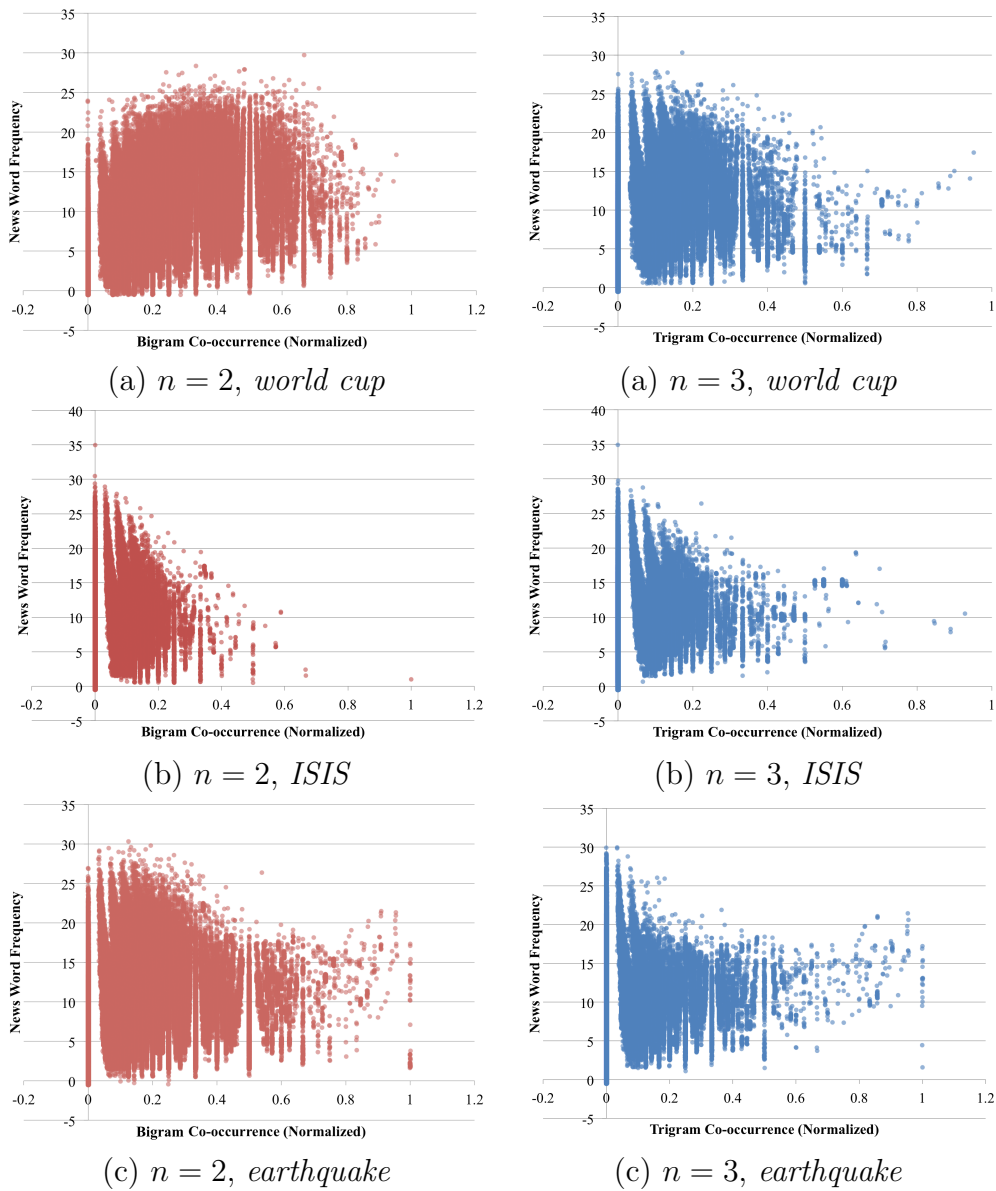 35
30
25
20
15
10
5
0
-5
-0.2 0 0.2 0.4 0.6 0.8 1 1.2
News Word Frequency
Bigram Co-occurrence (Normalized)
(a) n = 2, world cup
35
30
25
20
15
10
5
0
-5
-0.2 0 0.2 0.4 0.6 0.8 1
News Word Frequency
Trigram Co-occurrence (Normalized)
(a) n = 3, world cup
40
35
30
25
20
15
10
5
0
-5
-0.2 0 0.2 0.4 0.6 0.8 1 1.2
News Word Frequency
Bigram Co-occurrence (Normalized)
(b) n = 2, ISIS
40
35
30
25
20
15
10
5
0
-5
-0.2 0 0.2 0.4 0.6 0.8 1
News Word Frequency
Trigram Co-occurrence (Normalized)
(b) n = 3, ISIS
35
30
25
20
15
10
5
0
-5
-0.2 0 0.2 0.4 0.6 0.8 1 1.2
News Word Frequency
Bigram Co-occurrence (Normalized)
(c) n = 2, earthquake
35
30
25
20
15
10
5
0
-5
-0.2 0 0.2 0.4 0.6 0.8 1 1.2
News Word Frequency
Trigram Co-occurrence (Normalized)
(c) n = 3, earthquake